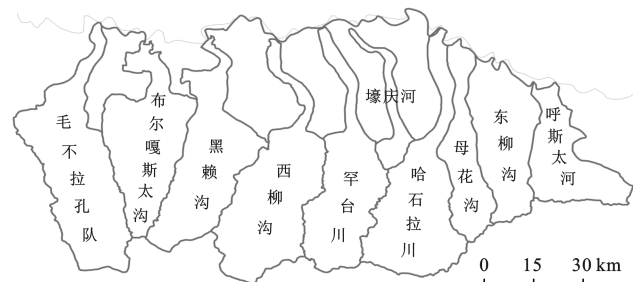 毛不拉孔队
布尔嘎斯太沟
黑赖沟
西柳沟
罕台川
壕庆河
哈石拉川
母花沟
东柳沟
呼斯太河
0 15 30 km